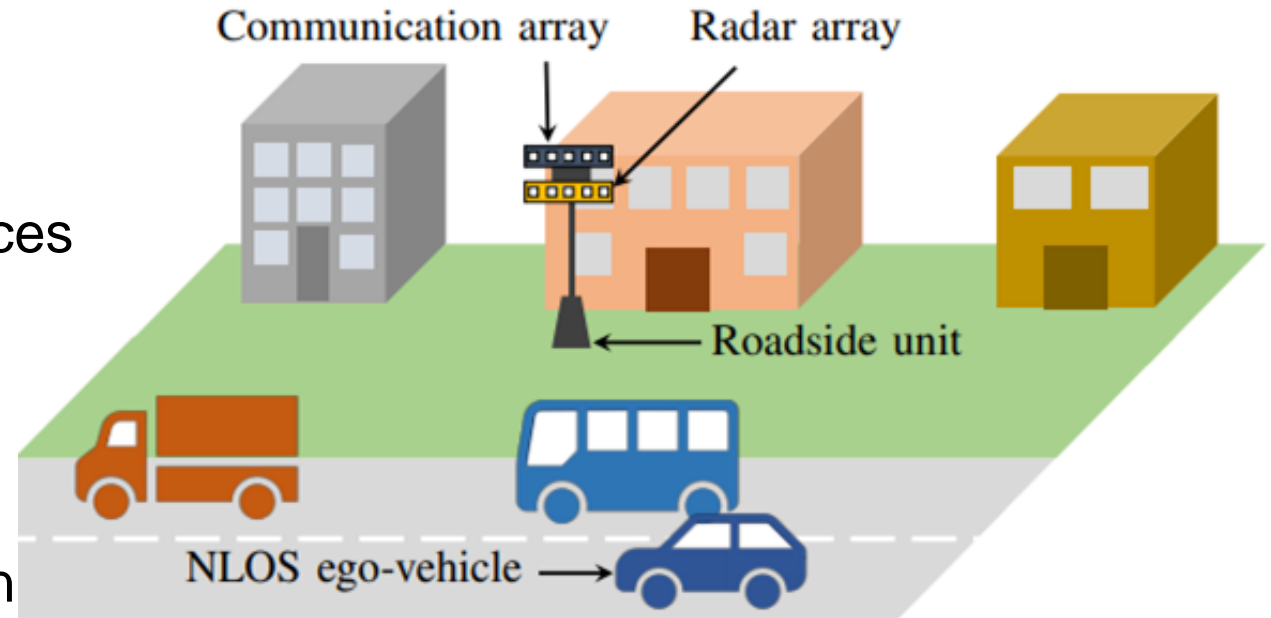 Communication array
Radar array
ces
Roadside unit
NLOS ego-vehicle
n